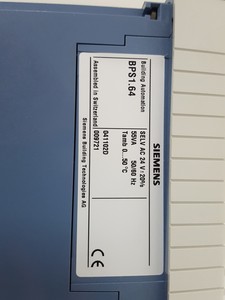 SIEMENS
Building Automation
BPS1.64
SELV AC 24 V ±20%
55VA 50/60 Hz
Tamb 0...50°C
041102D
Assembled in Switzerland 009721
Siemens Building Technologies AG
CE